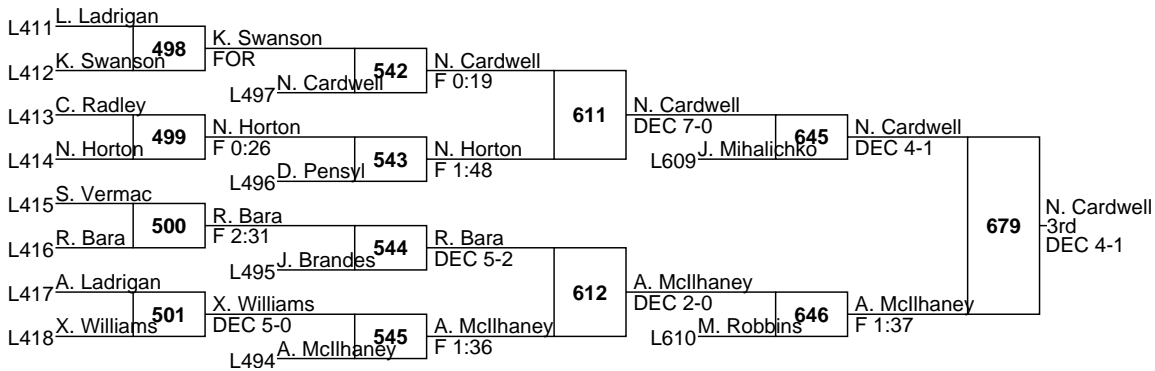 L411 L. Ladrigan
498
L412 K. Swanson
K. Swanson
FOR
542
L497 N. Cardwell
N. Cardwell
F 0:19
L413 C. Radley
499
L414 N. Horton
N. Horton
F 0:26
543
L496 D. Pensyl
N. Horton
F 1:48
611
N. Cardwell
DEC 7-0
645
L609 J. Mihalichko
N. Cardwell
DEC 4-1
L415 S. Vermac
500
L416 R. Bara
R. Bara
F 2:31
544
L495 J. Brandes
R. Bara
DEC 5-2
L417 A. Ladrigan
501
L418 X. Williams
X. Williams
DEC 5-0
545
L494 A. McIlhaney
A. McIlhaney
F 1:36
612
A. McIlhaney
DEC 2-0
646
L610 M. Robbins
A. McIlhaney
F 1:37
679
N. Cardwell
3rd
DEC 4-1